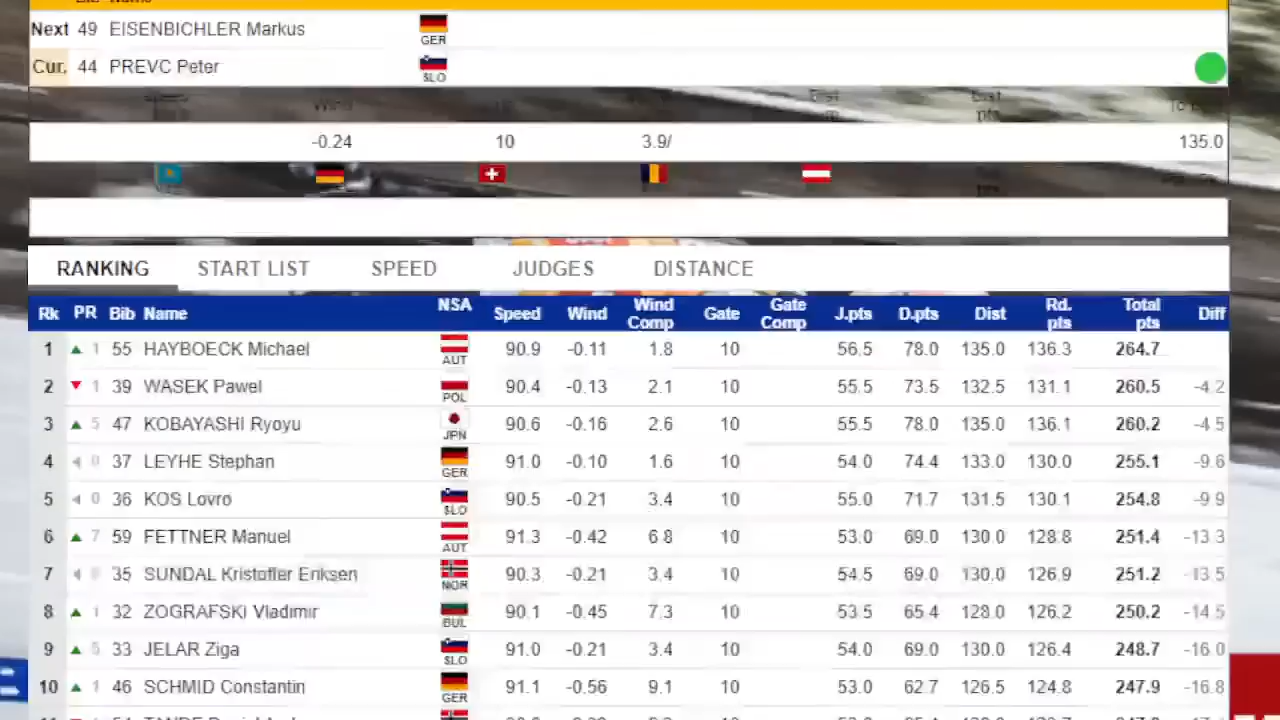 Next 49 EISENBICHLER Markus GER
Cur. 44 PREVC Peter SLO
Wind
pts
-0.24 10 3.9/ 135.0
RANKING START LIST SPEED JUDGES DISTANCE
Rk PR Bib Name NSA Speed Wind Wind Comp Gate Gate Comp J.pts D.pts Dist Rd. pts Total pts Diff
1 1 55 HAYBOECK Michael AUT 90.9 -0.11 1.8 10 56.5 78.0 135.0 136.3 264.7
2 1 39 WASEK Pawel POL 90.4 -0.13 2.1 10 55.5 73.5 132.5 131.1 260.5 -4.2
3 5 47 KOBAYASHI Ryoyu JPN 90.6 -0.16 2.6 10 55.5 78.0 135.0 136.1 260.2 -4.5
4 0 37 LEYHE Stephan GER 91.0 -0.10 1.6 10 54.0 74.4 133.0 130.0 255.1 -9.6
5 0 36 KOS Lovro SLO 90.5 -0.21 3.4 10 55.0 71.7 131.5 130.1 254.8 -9.9
6 7 59 FETTNER Manuel AUT 91.3 -0.42 6.8 10 53.0 69.0 130.0 128.8 251.4 -13.3
7 35 SUNDAL Kristoffer Eriksen NOR 90.3 -0.21 3.4 10 54.5 69.0 130.0 126.9 251.2 -13.5
8 1 32 ZOGRAFSKI Vladimir BUL 90.1 -0.45 7.3 10 53.5 65.4 128.0 126.2 250.2 -14.5
9 5 33 JELAR Ziga SLO 91.0 -0.21 3.4 10 54.0 69.0 130.0 126.4 248.7 -16.0
10 1 46 SCHMID Constantin GER 91.1 -0.56 9.1 10 53.0 62.7 126.5 124.8 247.9 -16.8